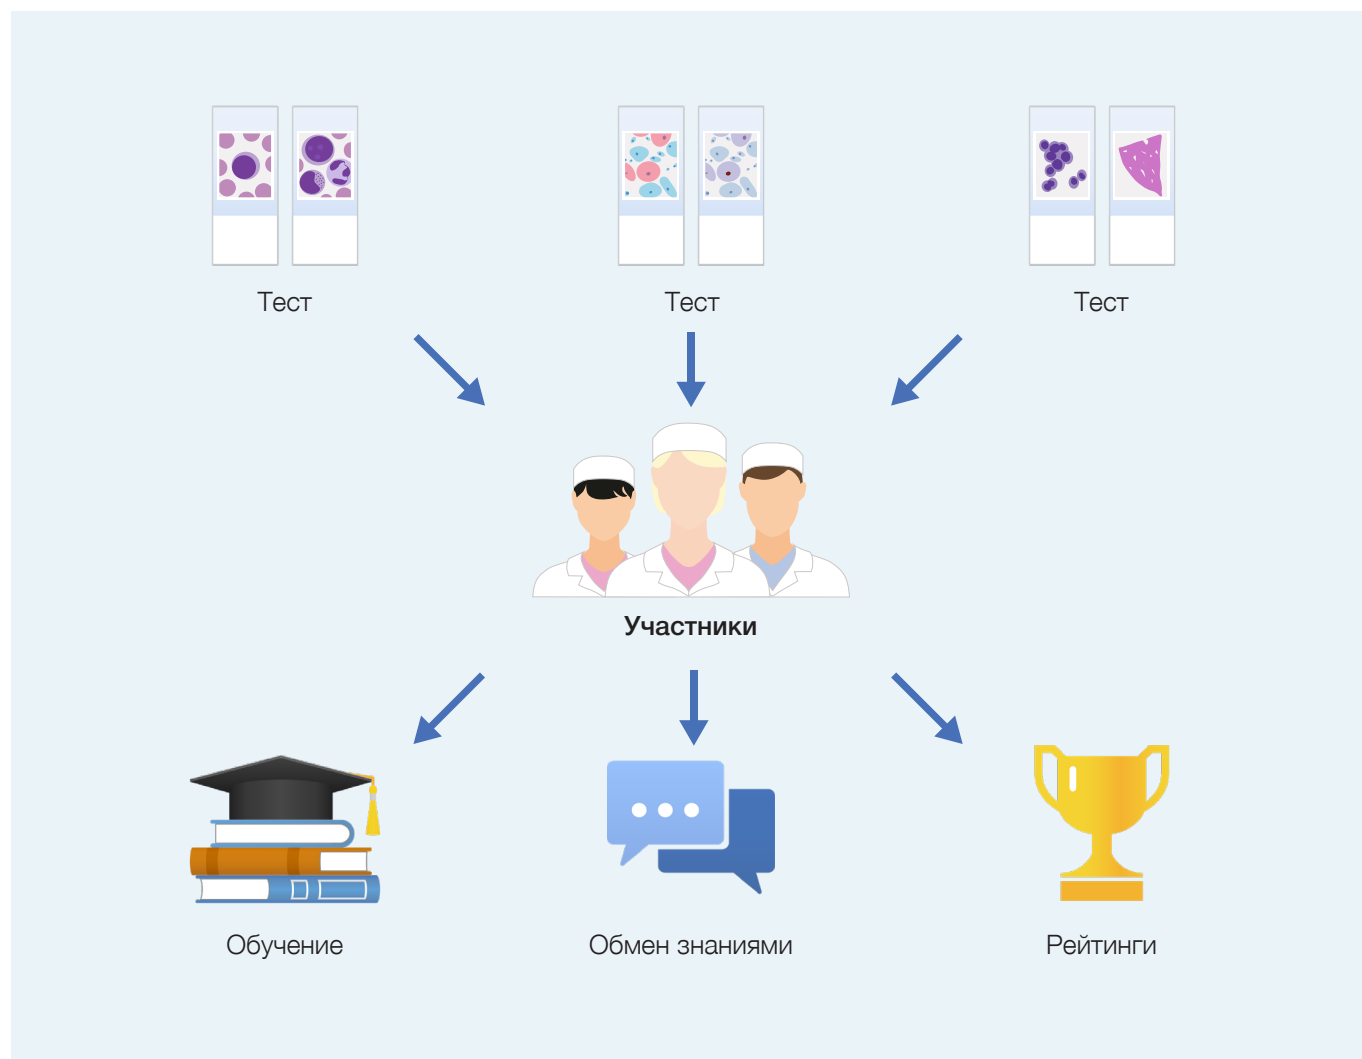 Тест
Тест
Тест
Участники
Обучение
Обмен знаниями
Рейтинги